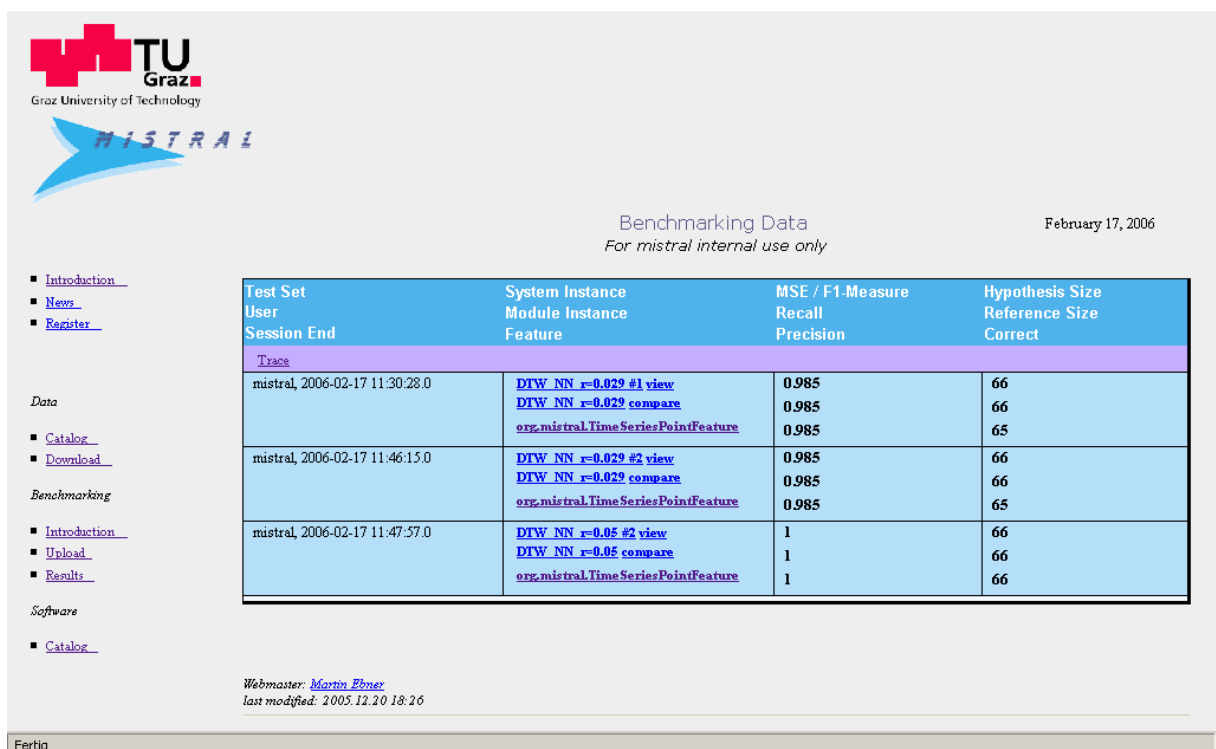 TU
Graz
Graz University of Technology
MISTRAL
Benchmarking Data
February 17, 2006
For mistral internal use only
Introduction
News
Register
Data
Catalog
Download
Benchmarking
Introduction
Upload
Results
Software
Catalog
Test Set System Instance MSE / F1-Measure Hypothesis Size
User Module Instance Recall Reference Size
Session End Feature Precision Correct
Trace
mistral, 2006-02-17 11:30:28.0 DTW_NN_r=0.029 #1 view 0.985 66
DTW_NN_r=0.029 compare 0.985 66
org.mistral.TimeSeriesPointFeature 0.985 65
mistral, 2006-02-17 11:46:15.0 DTW_NN_r=0.029 #2 view 0.985 66
DTW_NN_r=0.029 compare 0.985 66
org.mistral.TimeSeriesPointFeature 0.985 65
mistral, 2006-02-17 11:47:57.0 DTW_NN_r=0.05 #2 view 1 66
DTW_NN_r=0.05 compare 1 66
org.mistral.TimeSeriesPointFeature 1 66
Webmaster: Martin Ebner
last modified: 2005.12.20 18:26
Fertig